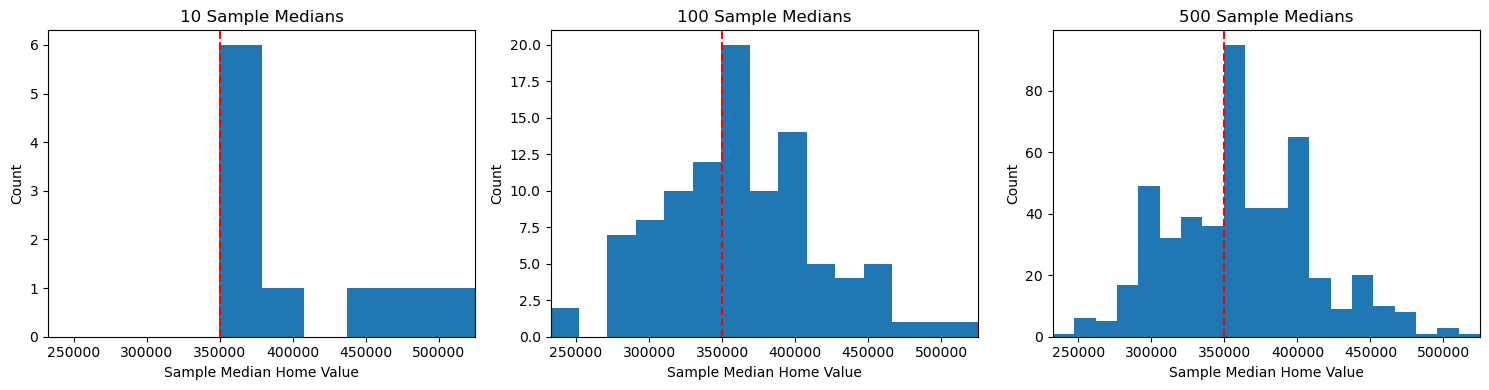 10 Sample Medians
6
5
4
3
2
1
0
Count
250000 300000 350000 400000 450000 500000
Sample Median Home Value
100 Sample Medians
20.0
17.5
15.0
12.5
10.0
7.5
5.0
2.5
0.0
Count
250000 300000 350000 400000 450000 500000
Sample Median Home Value
500 Sample Medians
80
60
40
20
0
Count
250000 300000 350000 400000 450000 500000
Sample Median Home Value